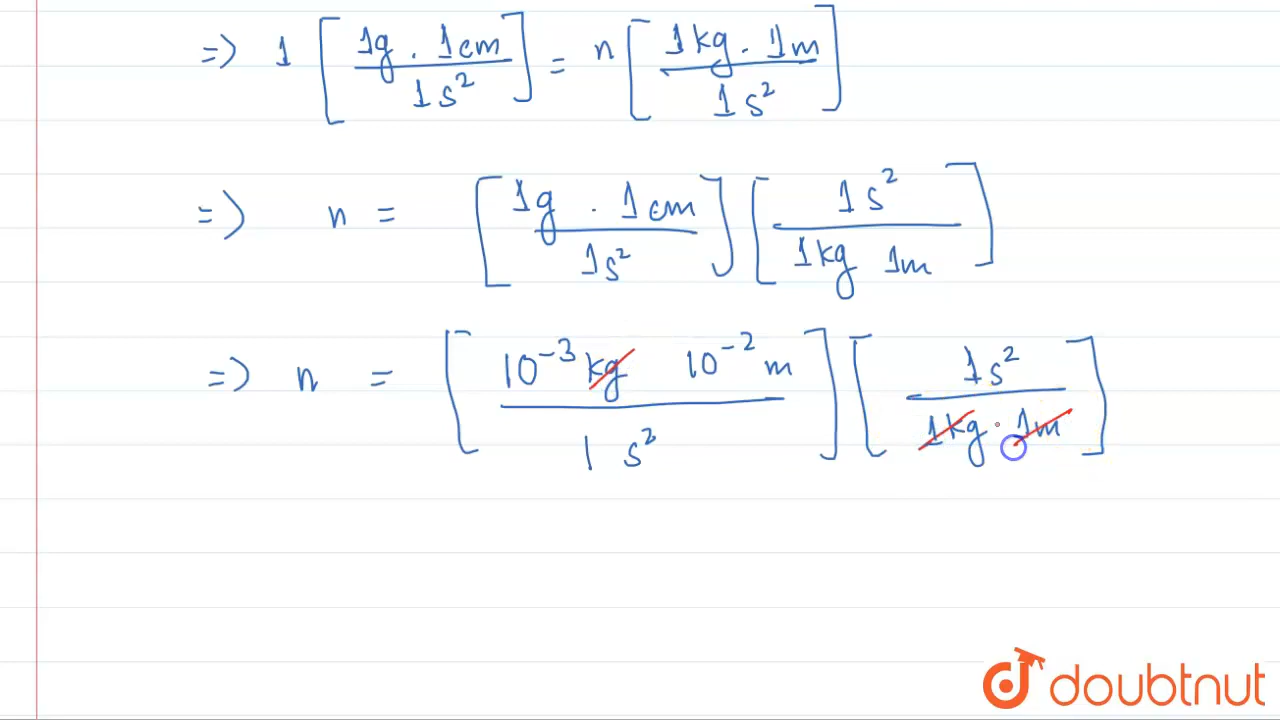 => 1 [ 1g . 1cm / 1s² ] = n [ 1kg . 1m / 1s² ]
=> n = [ 1g . 1cm / 1s² ] [ 1s² / 1kg 1m ]
=> n = [ 10⁻³ kg 10⁻² m / 1 s² ] [ 1s² / 1kg . 1m ]
doubtnut